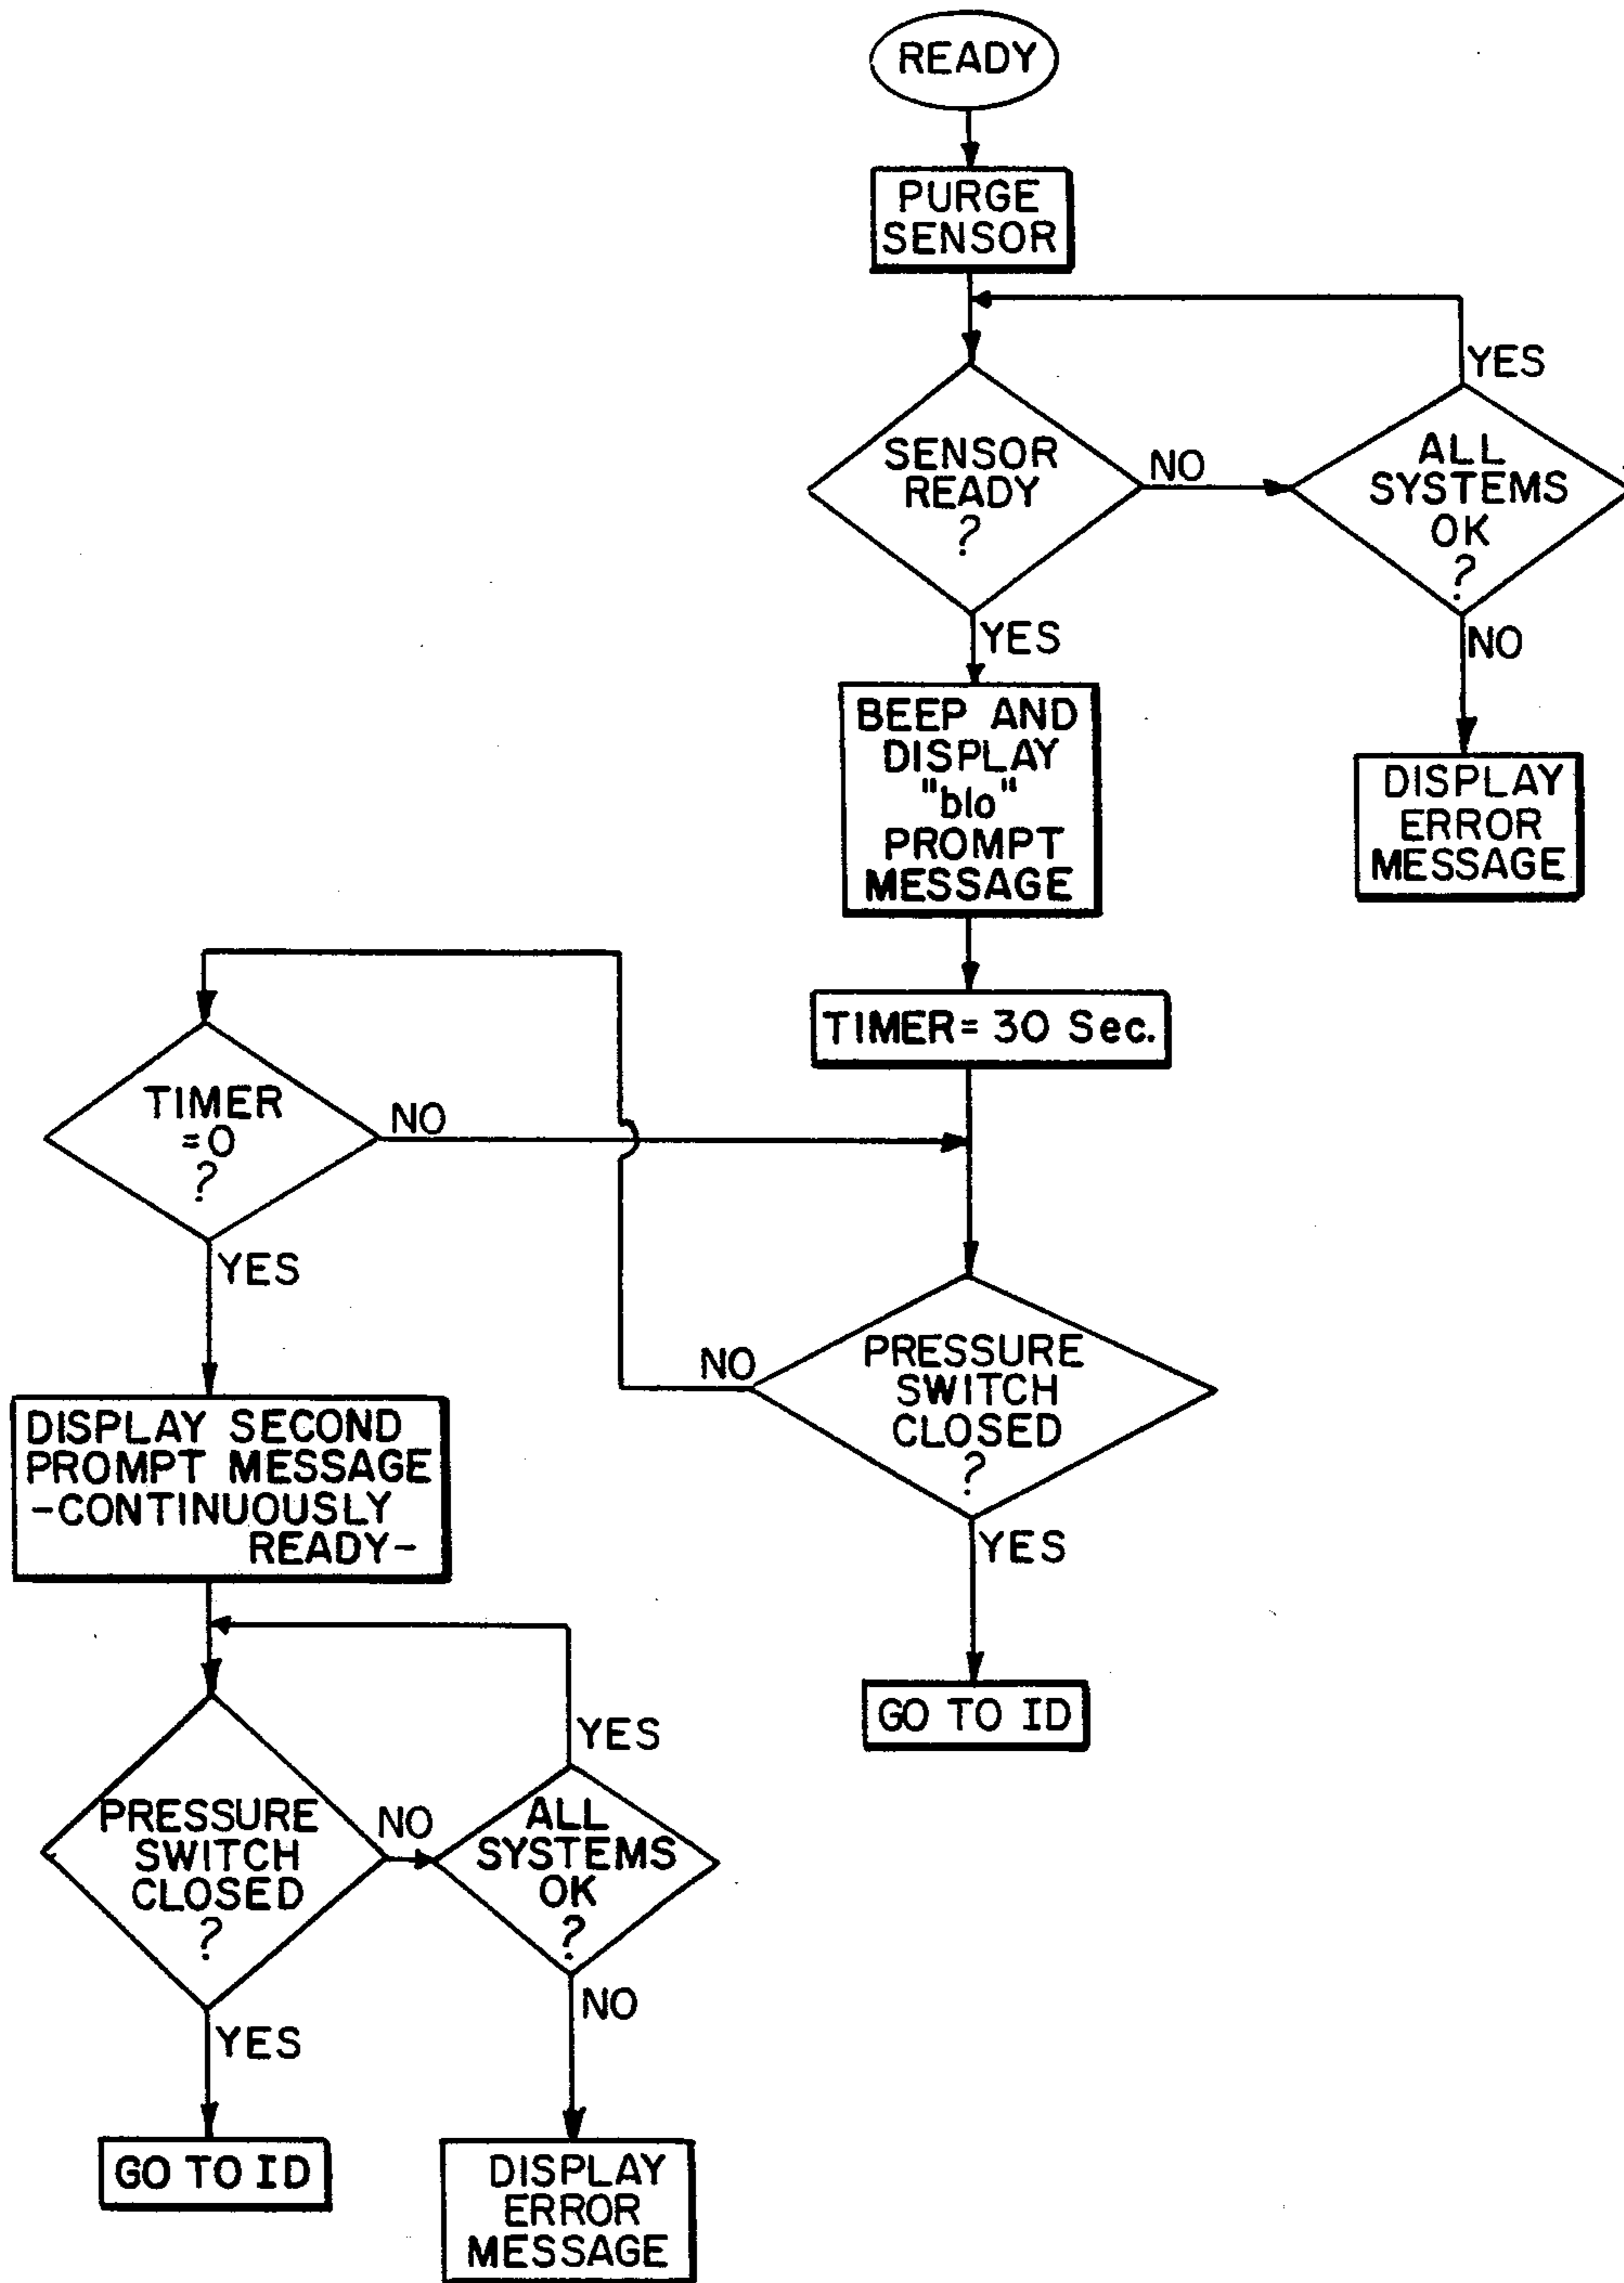 READY
PURGE
SENSOR
YES
SENSOR
READY
?
NO
ALL
SYSTEMS
OK
?
YES
NO
BEEP AND
DISPLAY
"blo"
PROMPT
MESSAGE
DISPLAY
ERROR
MESSAGE
TIMER= 30 Sec.
TIMER
=0
?
NO
YES
NO
PRESSURE
SWITCH
CLOSED
?
YES
DISPLAY SECOND
PROMPT MESSAGE
-CONTINUOUSLY
READY-
GO TO ID
YES
PRESSURE
SWITCH
CLOSED
?
NO
ALL
SYSTEMS
OK
?
YES
NO
GO TO ID
DISPLAY
ERROR
MESSAGE